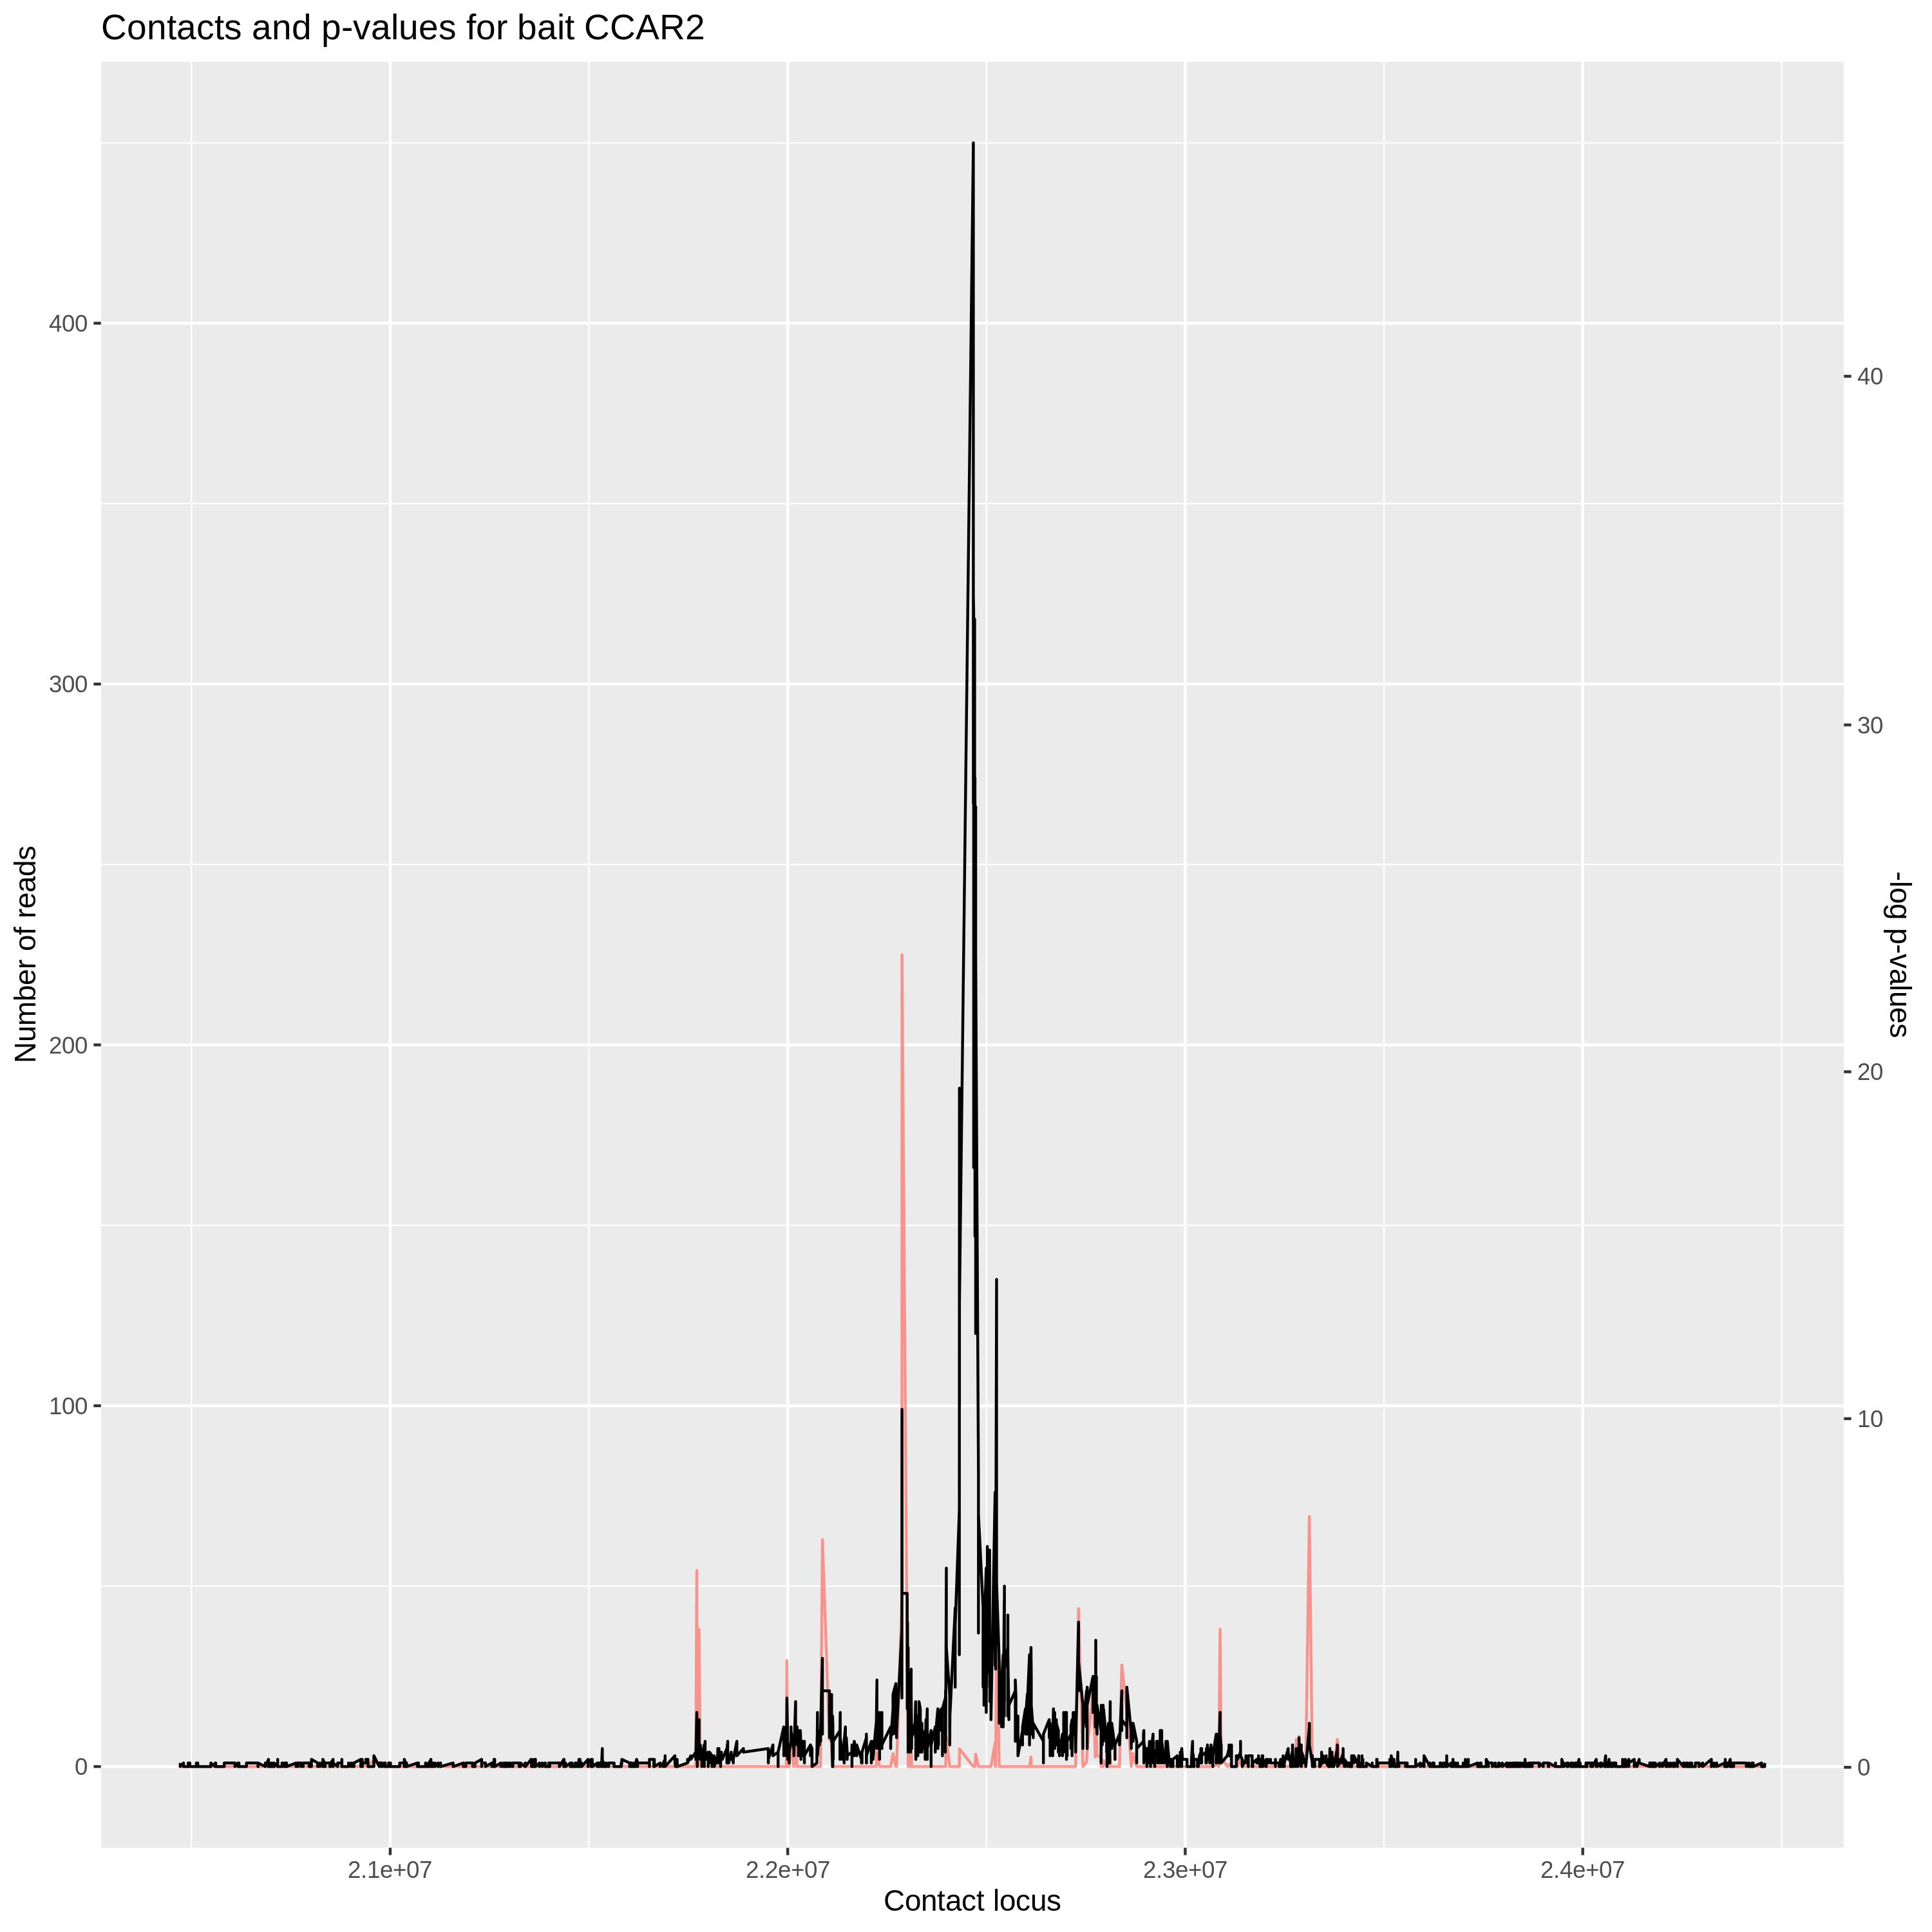 Contacts and p-values for bait CCAR2
Number of reads
400
300
200
100
0
40
30
20
10
0
-log p-values
2.1e+07 2.2e+07 2.3e+07 2.4e+07
Contact locus